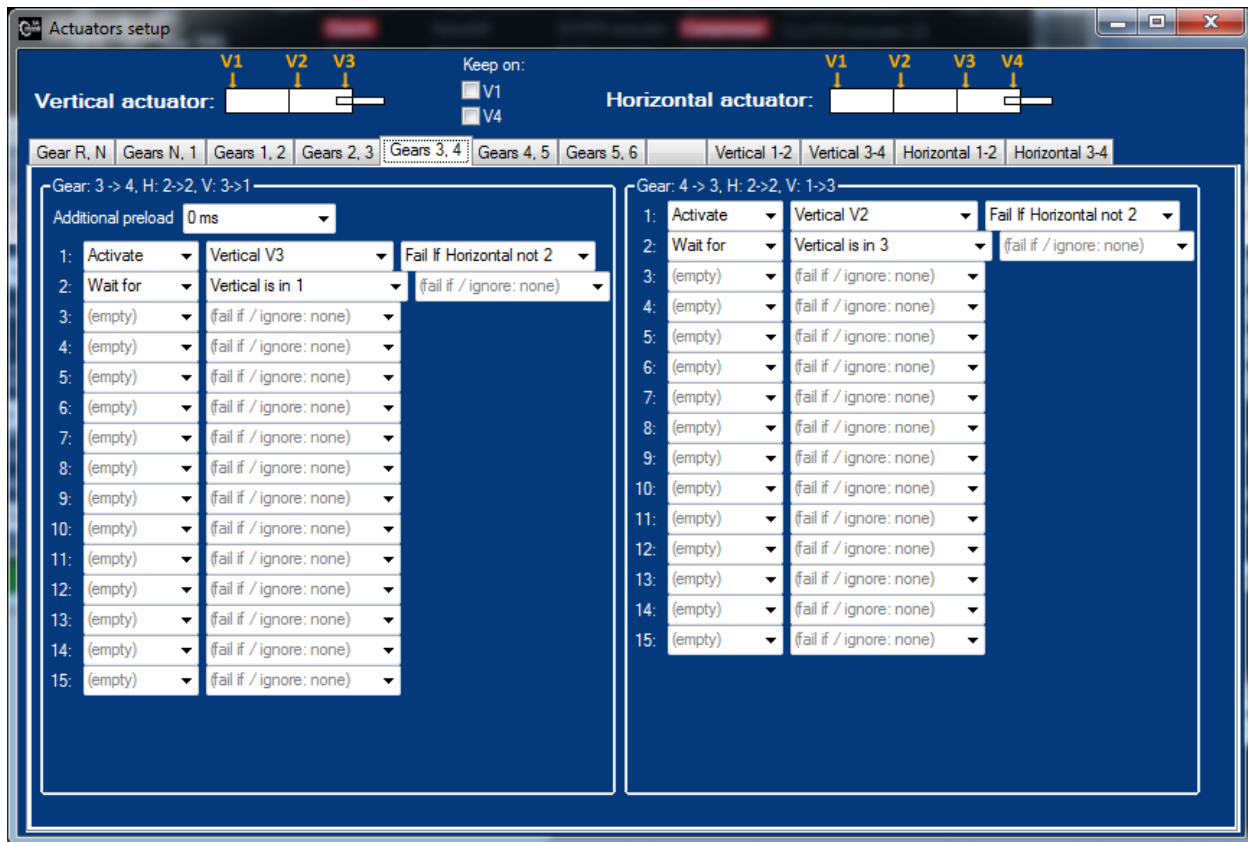 Actuators setup
V1 V2 V3
Keep on:
V1 V2 V3 V4
Vertical actuator:
V1
V4
Horizontal actuator:
Gear R, N Gears N, 1 Gears 1, 2 Gears 2, 3 Gears 3, 4 Gears 4, 5 Gears 5, 6 Vertical 1-2 Vertical 3-4 Horizontal 1-2 Horizontal 3-4
Gear: 3 -> 4, H: 2->2, V: 3->1
Additional preload 0 ms
1: Activate Vertical V3 Fail If Horizontal not 2
2: Wait for Vertical is in 1 (fail if / ignore: none)
3: (empty) (fail if / ignore: none)
4: (empty) (fail if / ignore: none)
5: (empty) (fail if / ignore: none)
6: (empty) (fail if / ignore: none)
7: (empty) (fail if / ignore: none)
8: (empty) (fail if / ignore: none)
9: (empty) (fail if / ignore: none)
10: (empty) (fail if / ignore: none)
11: (empty) (fail if / ignore: none)
12: (empty) (fail if / ignore: none)
13: (empty) (fail if / ignore: none)
14: (empty) (fail if / ignore: none)
15: (empty) (fail if / ignore: none)
Gear: 4 -> 3, H: 2->2, V: 1->3
1: Activate Vertical V2 Fail If Horizontal not 2
2: Wait for Vertical is in 3 (fail if / ignore: none)
3: (empty) (fail if / ignore: none)
4: (empty) (fail if / ignore: none)
5: (empty) (fail if / ignore: none)
6: (empty) (fail if / ignore: none)
7: (empty) (fail if / ignore: none)
8: (empty) (fail if / ignore: none)
9: (empty) (fail if / ignore: none)
10: (empty) (fail if / ignore: none)
11: (empty) (fail if / ignore: none)
12: (empty) (fail if / ignore: none)
13: (empty) (fail if / ignore: none)
14: (empty) (fail if / ignore: none)
15: (empty) (fail if / ignore: none)